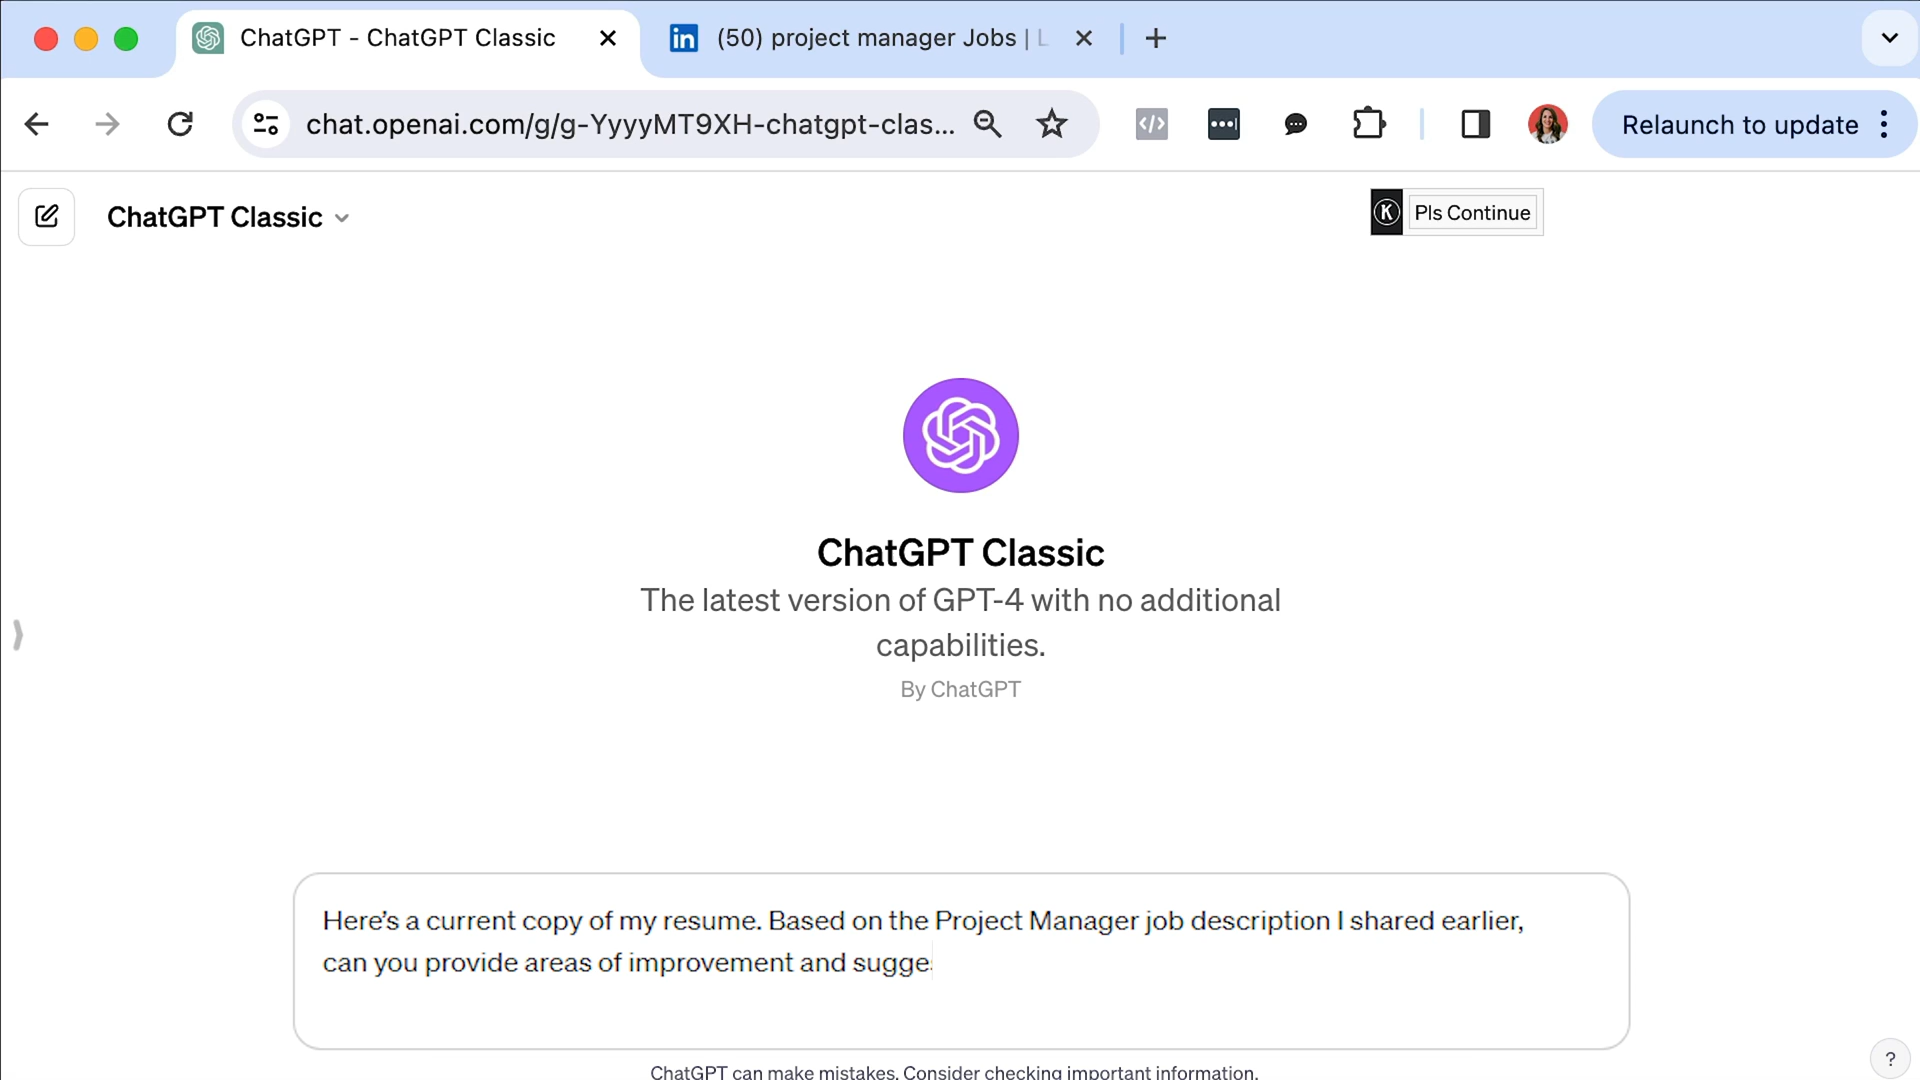 ChatGPT - ChatGPT Classic
in (50) project manager Jobs | L
chat.openai.com/g/g-YyyyMT9XH-chatgpt-clas...
Relaunch to update
ChatGPT Classic
K Pls Continue
ChatGPT Classic
The latest version of GPT-4 with no additional
capabilities.
By ChatGPT
Here's a current copy of my resume. Based on the Project Manager job description I shared earlier,
can you provide areas of improvement and sugges
ChatGPT can make mistakes. Consider checking important information.
?